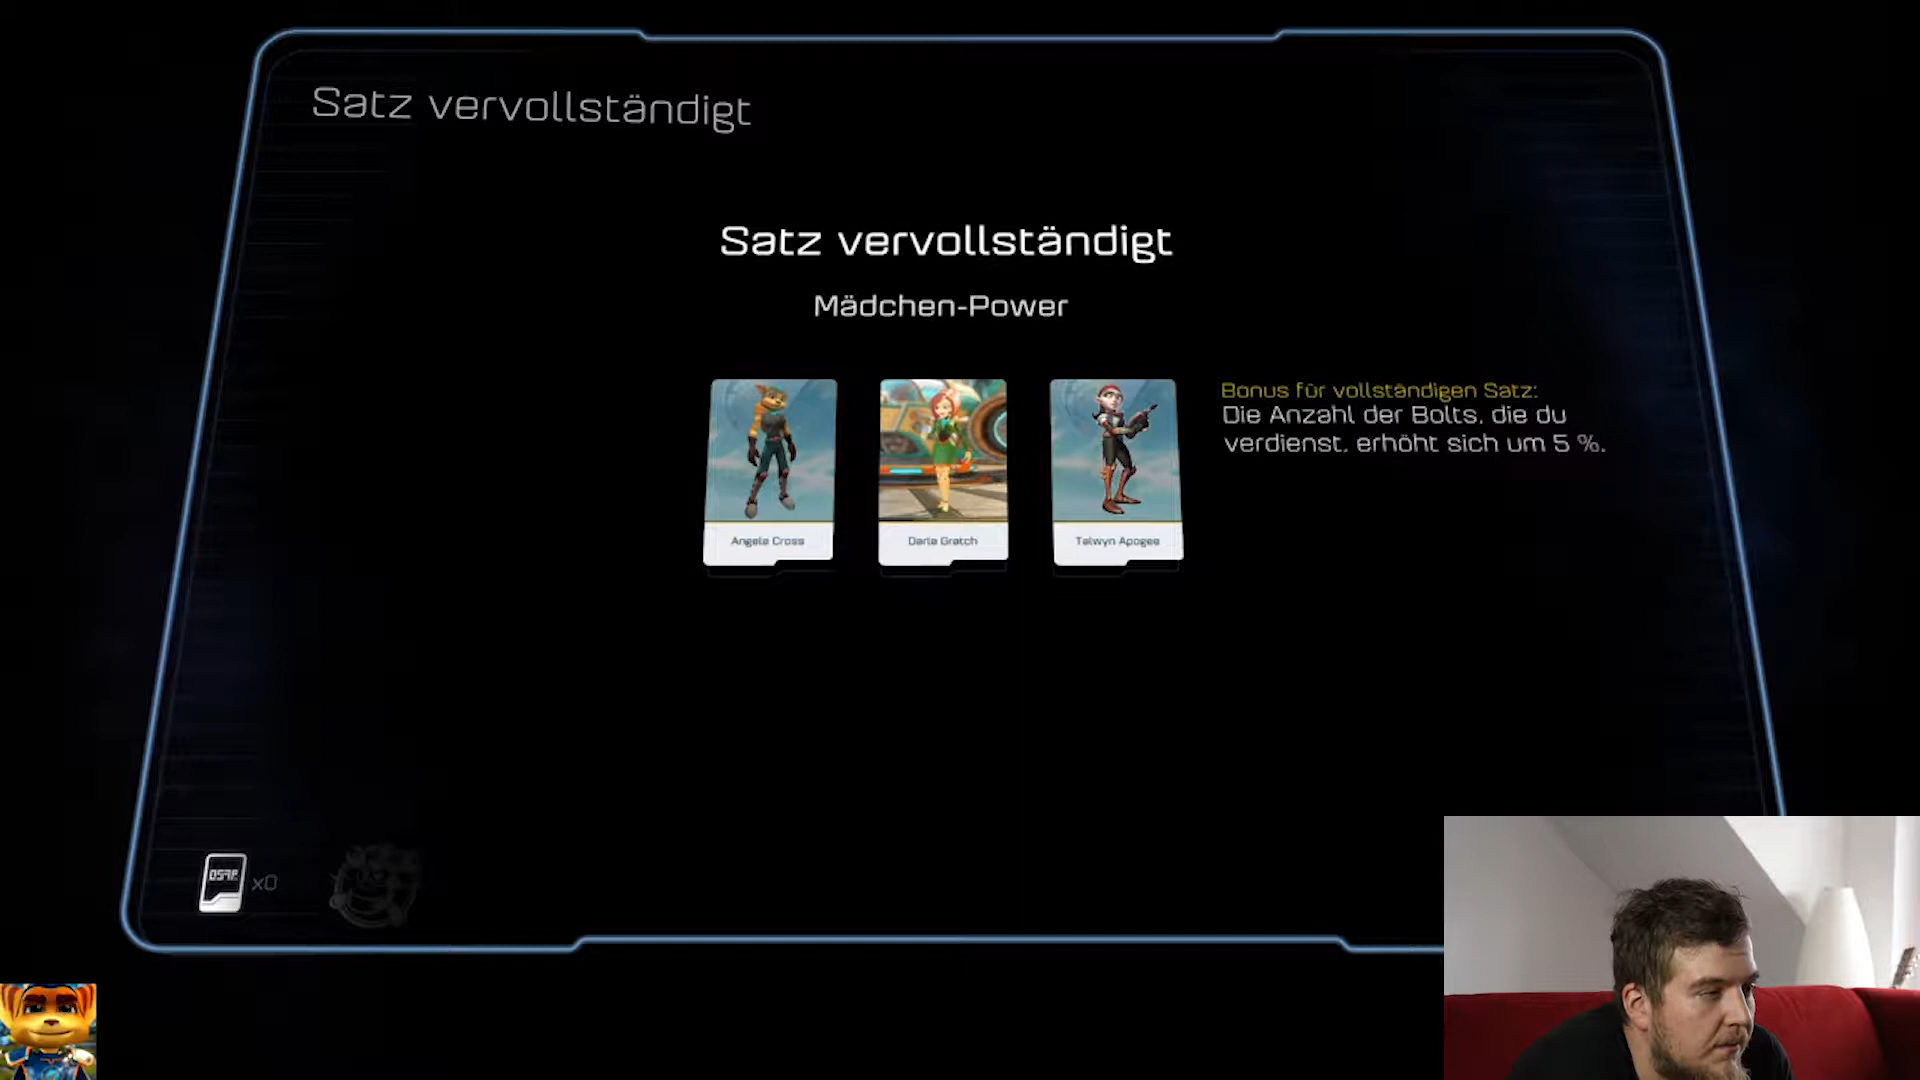 Satz vervollständigt
Satz vervollständigt
Mädchen-Power
Bonus für vollständigen Satz:
Die Anzahl der Bolts, die du
verdienst, erhöht sich um 5 %.
Angela Cross
Darla Gratch
Talwyn Apogee
x0